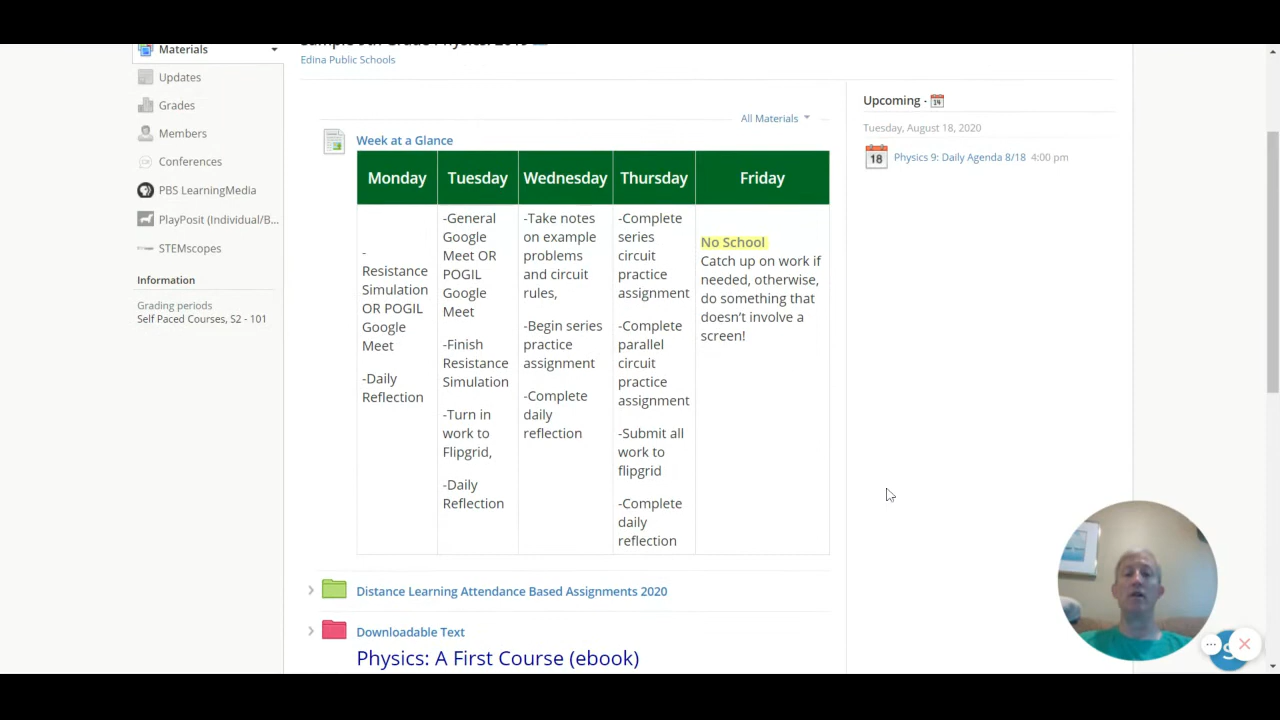 Materials
Edina Public Schools
Updates
Grades
Members
Conferences
PBS LearningMedia
PlayPosit (Individual/B...
STEMscopes
Information
Grading periods
Self Paced Courses, S2 - 101
All Materials
Week at a Glance
Monday
Tuesday
Wednesday
Thursday
Friday
-
Resistance
Simulation
OR POGIL
Google
Meet
-Daily
Reflection
-General
Google
Meet OR
POGIL
Google
Meet
-Finish
Resistance
Simulation
-Turn in
work to
Flipgrid,
-Daily
Reflection
-Take notes
on example
problems
and circuit
rules,
-Begin series
practice
assignment
-Complete
daily
reflection
-Complete
series
circuit
practice
assignment
-Complete
parallel
circuit
practice
assignment
-Submit all
work to
flipgrid
-Complete
daily
reflection
No School
Catch up on work if
needed, otherwise,
do something that
doesn't involve a
screen!
Distance Learning Attendance Based Assignments 2020
Downloadable Text
Physics: A First Course (ebook)
Upcoming ·
Tuesday, August 18, 2020
18
Physics 9: Daily Agenda 8/18 4:00 pm